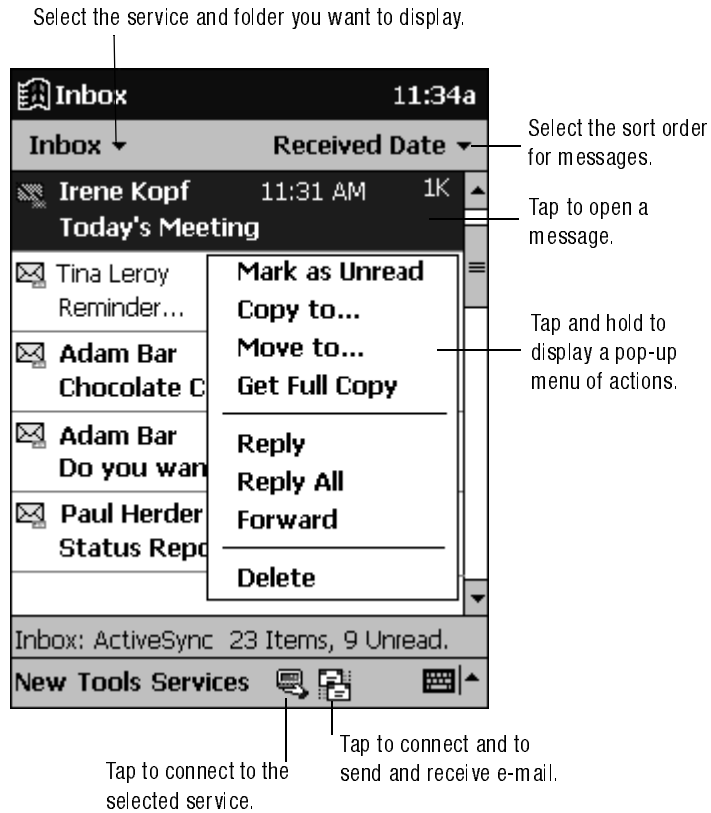 Select the service and folder you want to display.
Inbox 11:34a
Inbox Received Date
Select the sort order
for messages.
Irene Kopf 11:31 AM 1K
Today's Meeting
Tap to open a
message.
Tina Leroy
Reminder...
Adam Bar
Chocolate C
Adam Bar
Do you wan
Paul Herder
Status Repo
Mark as Unread
Copy to...
Move to...
Get Full Copy
Reply
Reply All
Forward
Delete
Tap and hold to
display a pop-up
menu of actions.
Inbox: ActiveSync 23 Items, 9 Unread.
New Tools Services
Tap to connect to the
selected service.
Tap to connect and to
send and receive e-mail.